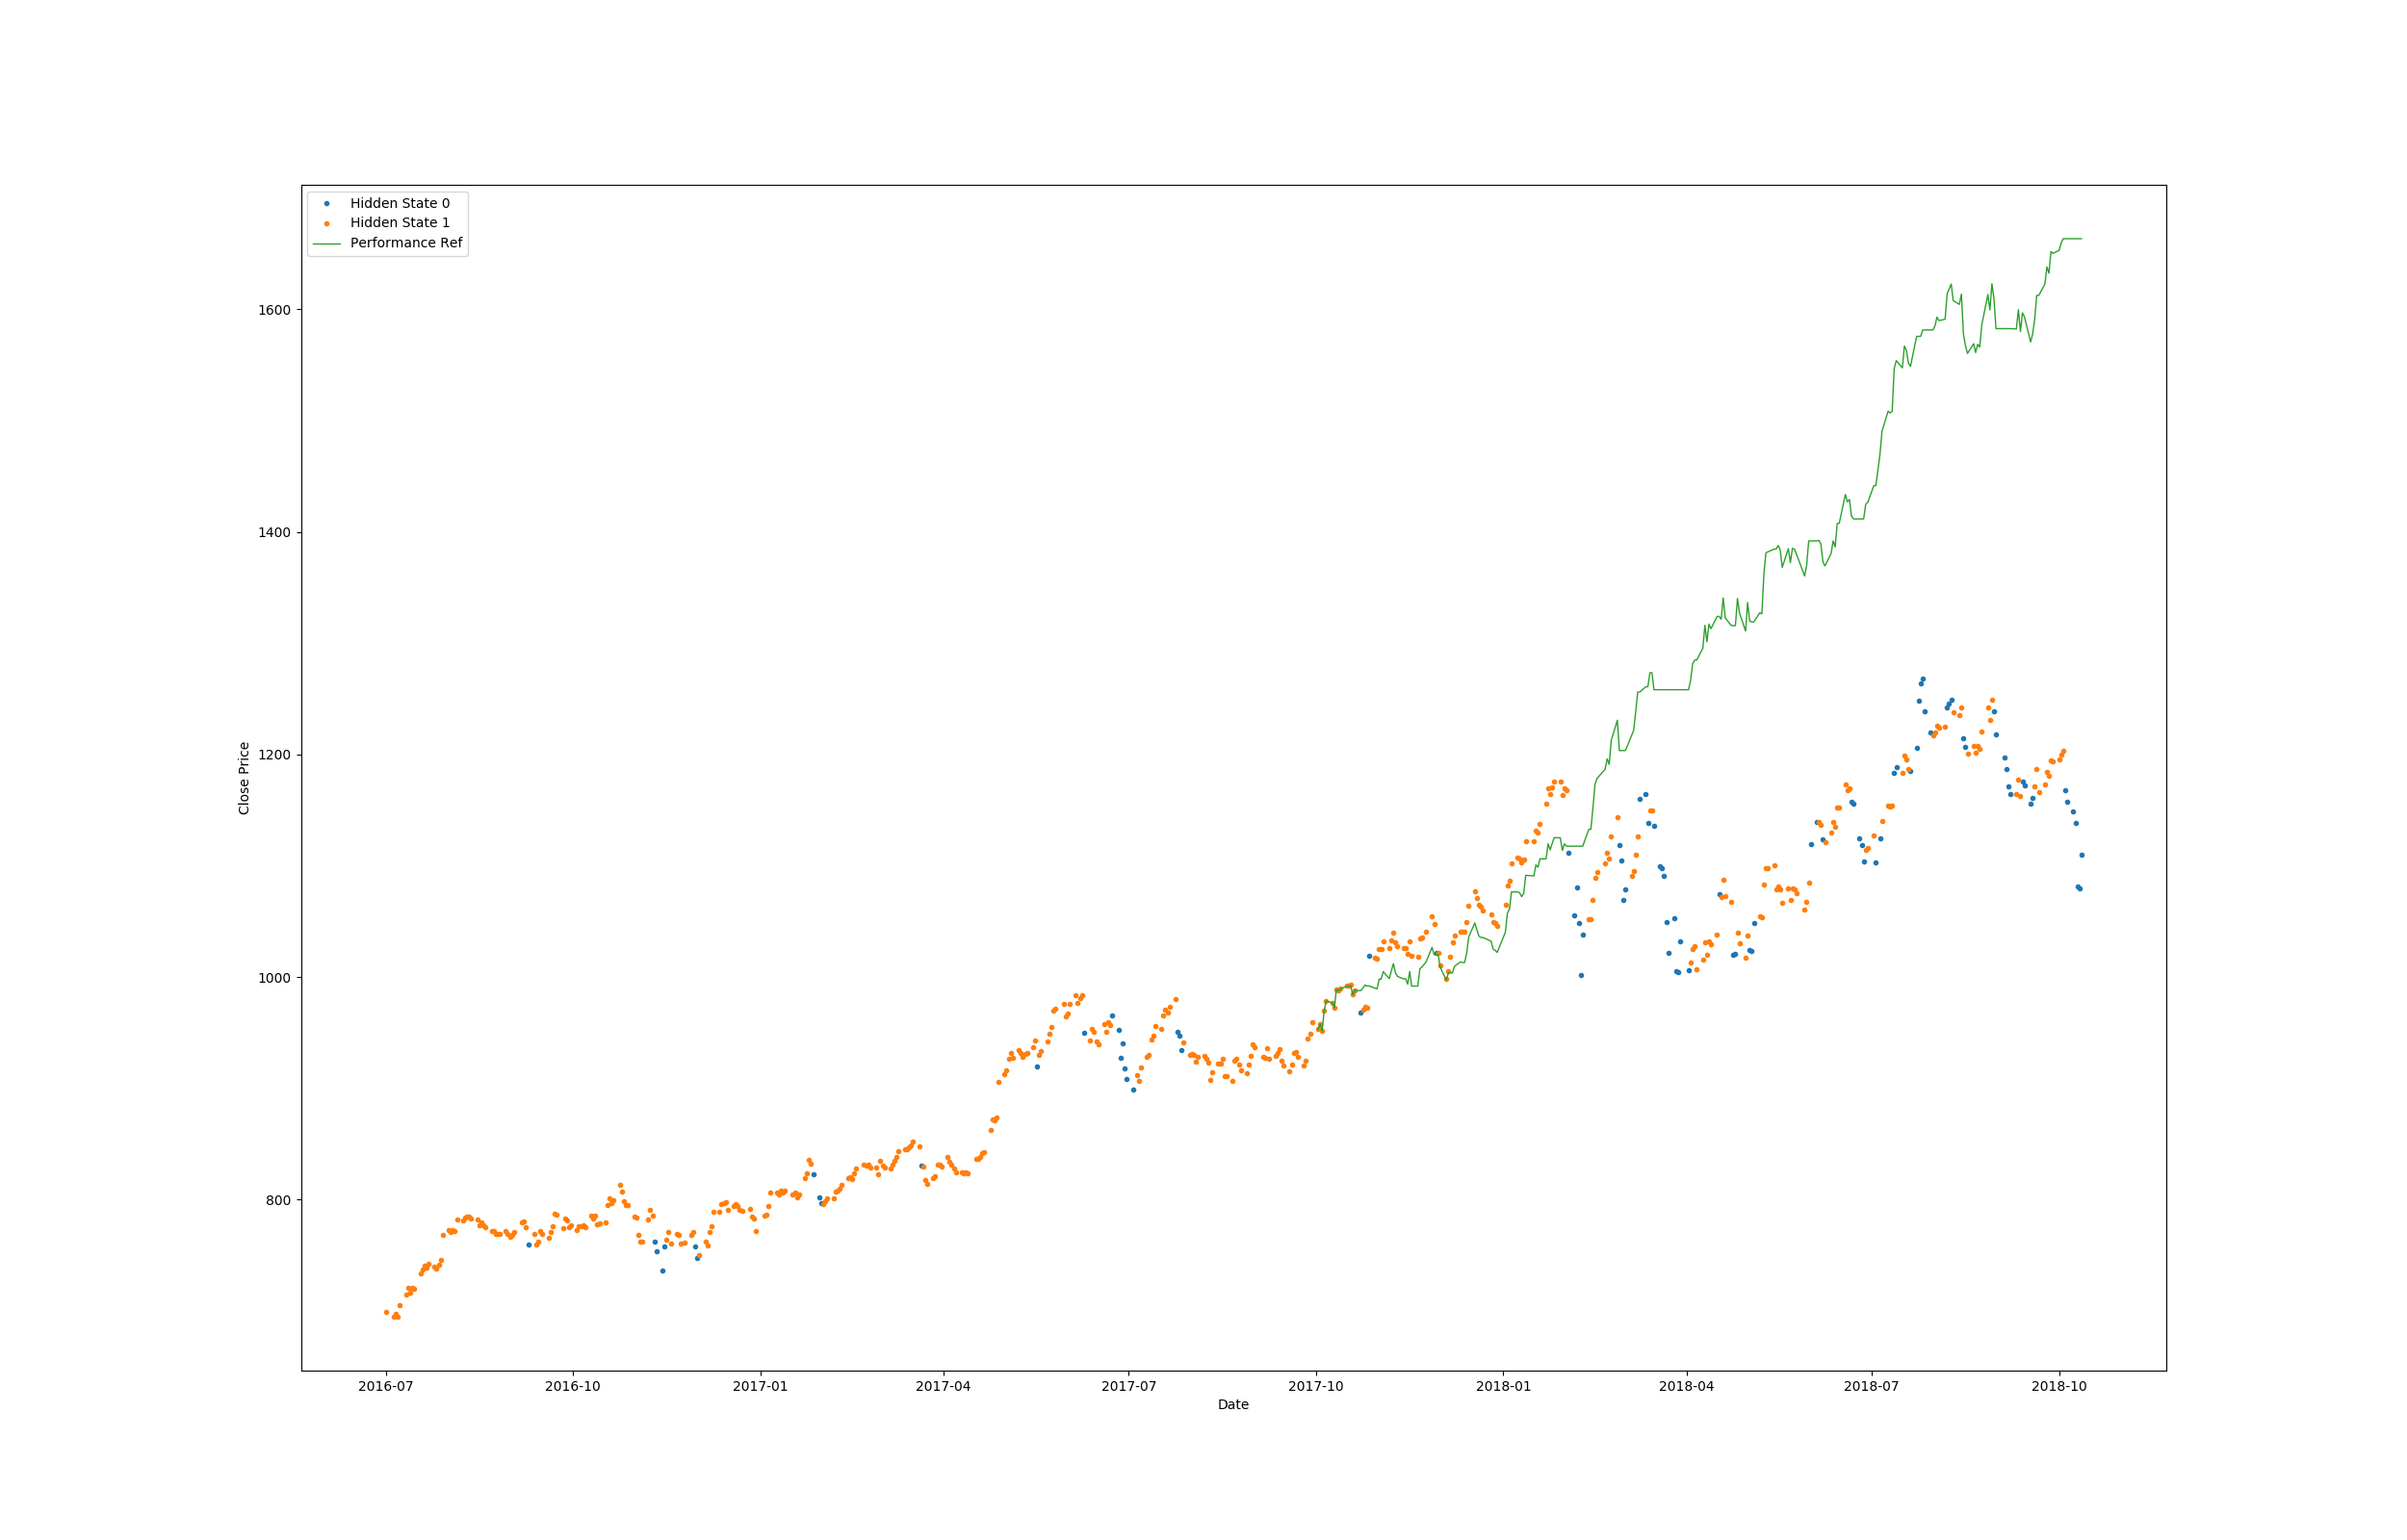 Hidden State 0
Hidden State 1
Performance Ref
1600
1400
1200
1000
800
Close Price
2016-07 2016-10 2017-01 2017-04 2017-07 2017-10 2018-01 2018-04 2018-07 2018-10
Date